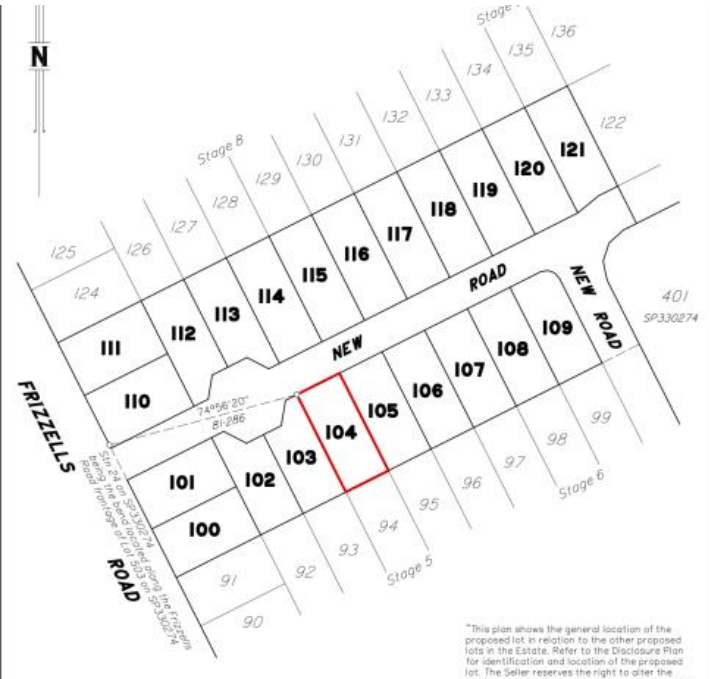 N
Stage
136
135
134
133
132
131
130
129
128
127
126
125
124
122
Stage 8
121
120
119
118
117
116
115
114
113
112
111
110
NEW ROAD
NEW ROAD
401
SP330274
74°56'20"
81·286
109
108
107
106
105
104
103
102
101
100
99
98
97
96
95
94
93
92
91
90
Stage 6
Stage 5
FRIZZELLS ROAD
Stn 24 on SP330274
being the bend located along the Frizzells
Road frontage of Lot 503 on SP330274
"This plan shows the general location of the
proposed lot in relation to the other proposed
lots in the Estate. Refer to the Disclosure Plan
for identification and location of the proposed
lot. The Seller reserves the right to alter the